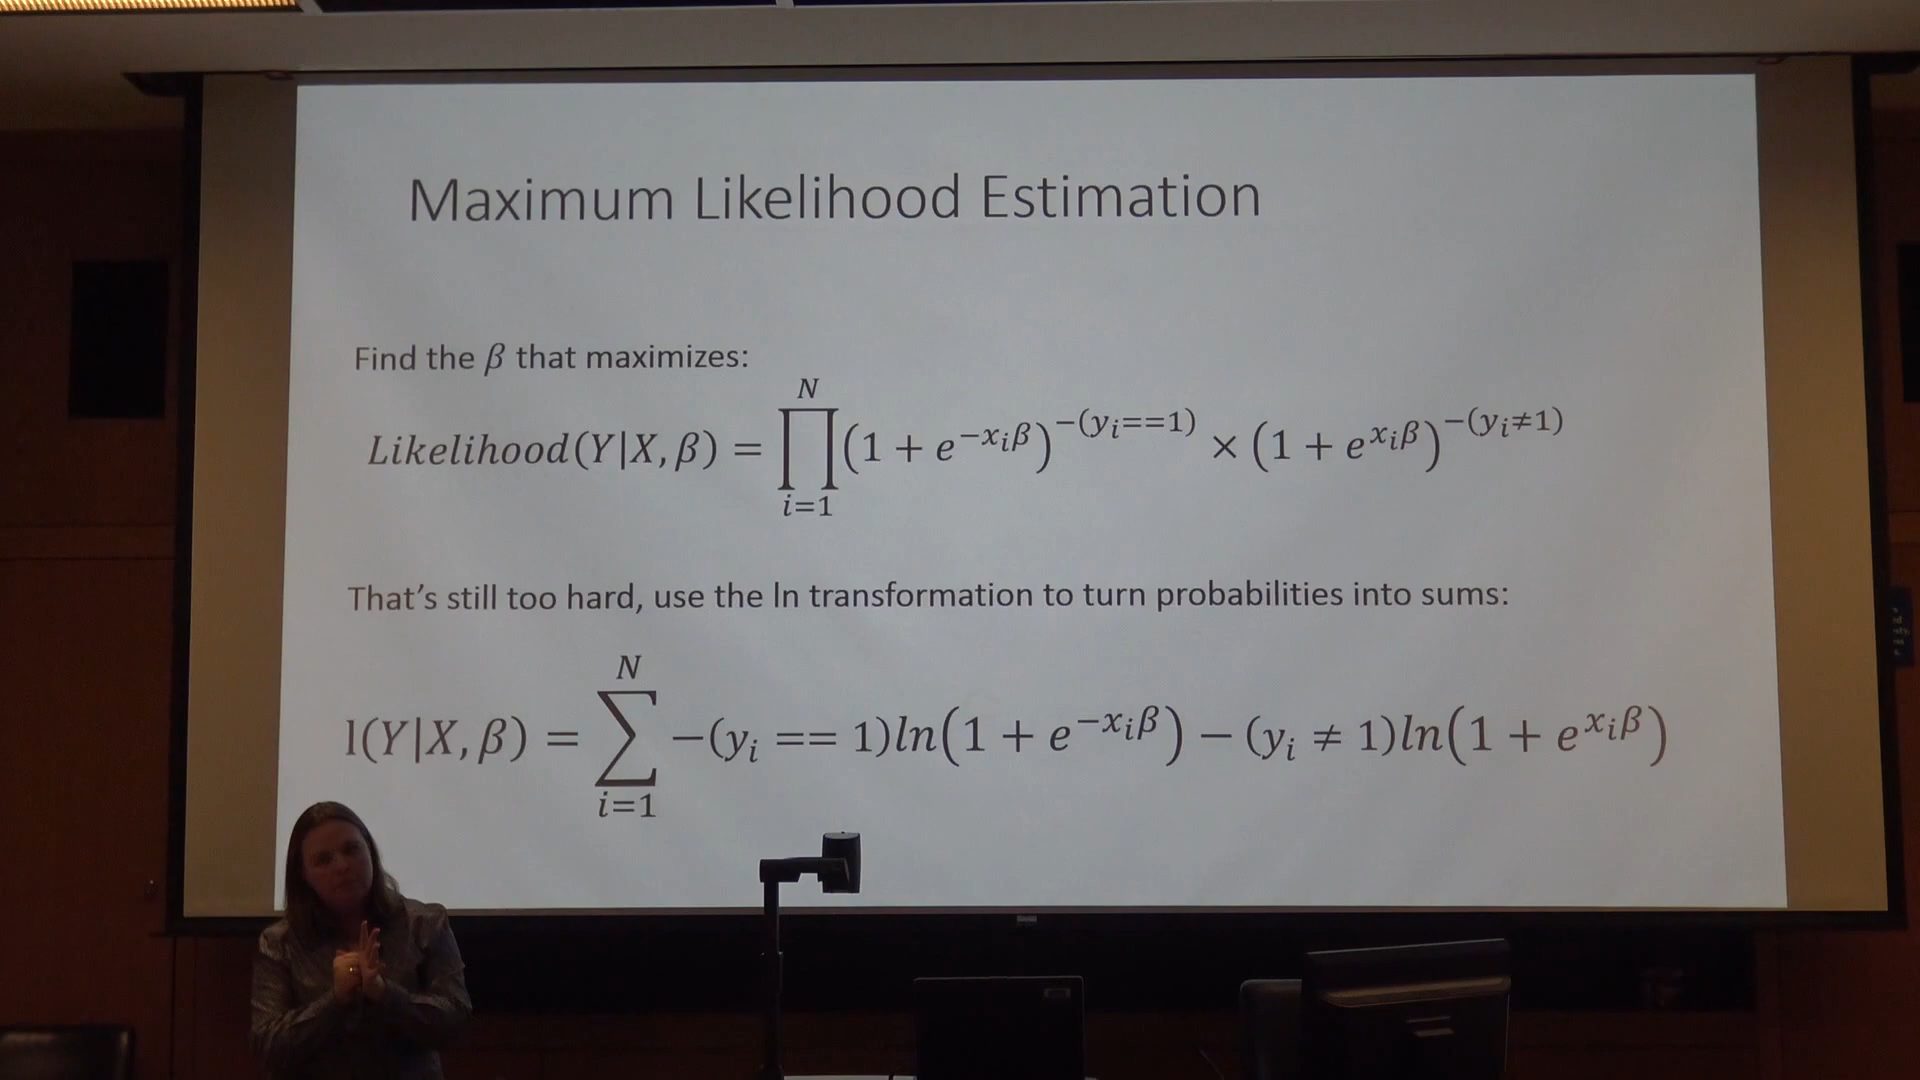 Maximum Likelihood Estimation
Find the β that maximizes:
Likelihood(Y|X, β) = ∏_{i=1}^{N} (1 + e^{−x_iβ})^{−(y_i==1)} × (1 + e^{x_iβ})^{−(y_i≠1)}
That's still too hard, use the ln transformation to turn probabilities into sums:
l(Y|X, β) = ∑_{i=1}^{N} −(y_i == 1)ln(1 + e^{−x_iβ}) − (y_i ≠ 1)ln(1 + e^{x_iβ})